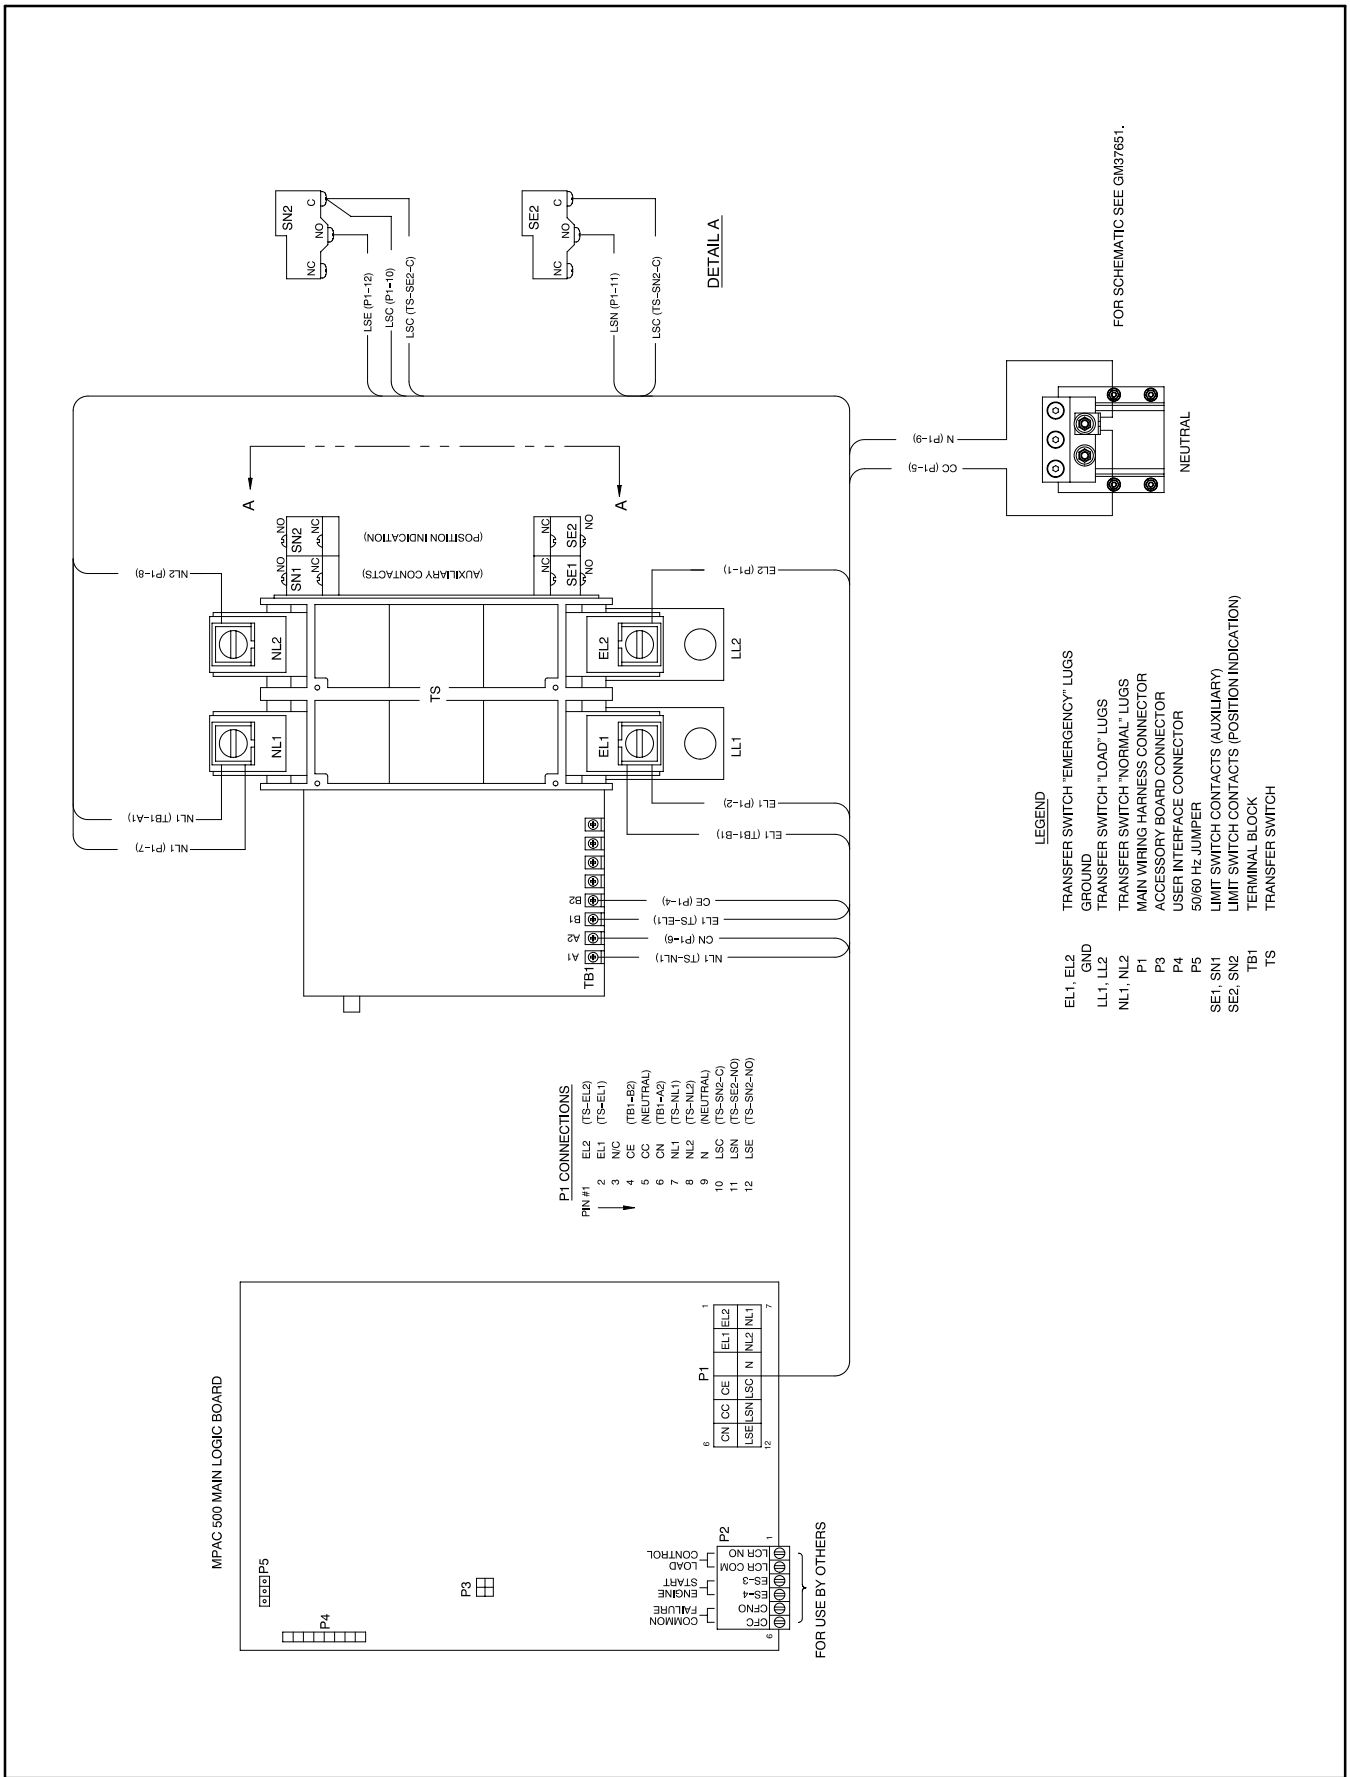 MPAC 500 MAIN LOGIC BOARD
P4
P5
P3
P2
COMMON FAILURE
ENGINE START
LOAD CONTROL
CFC
CFNO
ES-4
ES-3
LCR COM
LCR NO
6
1
FOR USE BY OTHERS
P1
6
1
CN CC CE EL1 EL2
LSE LSN LSC N NL2 NL1
12
7
P1 CONNECTIONS
PIN #1 EL2 (TS-EL2)
2 EL1 (TS-EL1)
3 N/C
4 CE (TB1-B2)
5 CC (NEUTRAL)
6 CN (TB1-A2)
7 NL1 (TS-NL1)
8 NL2 (TS-NL2)
9 N (NEUTRAL)
10 LSC (TS-SN2-C)
11 LSN (TS-SE2-NO)
12 LSE (TS-SN2-NO)
NL1 (P1-7)
NL1 (TB1-A1)
NL2 (P1-8)
NL1
NL2
TS
EL1
EL2
LL1
LL2
TB1
A1
A2
B1
B2
NL1 (TS-NL1)
CN (P1-6)
EL1 (TS-EL1)
CE (P1-4)
EL1 (TB1-B1)
EL1 (P1-2)
EL2 (P1-1)
NO
NO
SN1
SN2
NC
NC
(AUXILIARY CONTACTS)
(POSITION INDICATION)
NC
NC
SE1
SE2
NO
NO
A
A
SN2
NC
NO
C
LSE (P1-12)
LSC (P1-10)
LSC (TS-SE2-C)
SE2
NC
NO
C
LSN (P1-11)
LSC (TS-SN2-C)
DETAIL A
CC (P1-5)
N (P1-9)
NEUTRAL
FOR SCHEMATIC SEE GM37651.
LEGEND
EL1, EL2 TRANSFER SWITCH "EMERGENCY" LUGS
GND GROUND
LL1, LL2 TRANSFER SWITCH "LOAD" LUGS
NL1, NL2 TRANSFER SWITCH "NORMAL" LUGS
P1 MAIN WIRING HARNESS CONNECTOR
P3 ACCESSORY BOARD CONNECTOR
P4 USER INTERFACE CONNECTOR
P5 50/60 Hz JUMPER
SE1, SN1 LIMIT SWITCH CONTACTS (AUXILIARY)
SE2, SN2 LIMIT SWITCH CONTACTS (POSITION INDICATION)
TB1 TERMINAL BLOCK
TS TRANSFER SWITCH